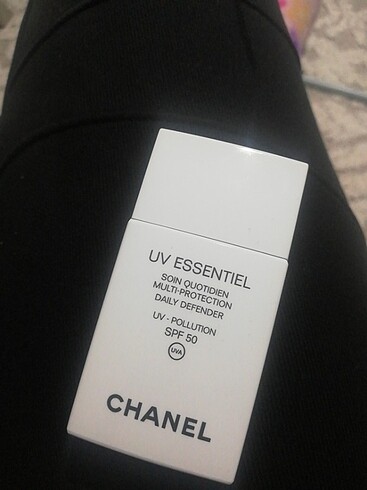 UV ESSENTIEL
SOIN QUOTIDIEN
MULTI-PROTECTION
DAILY DEFENDER
UV - POLLUTION
SPF 50
UVA
CHANEL